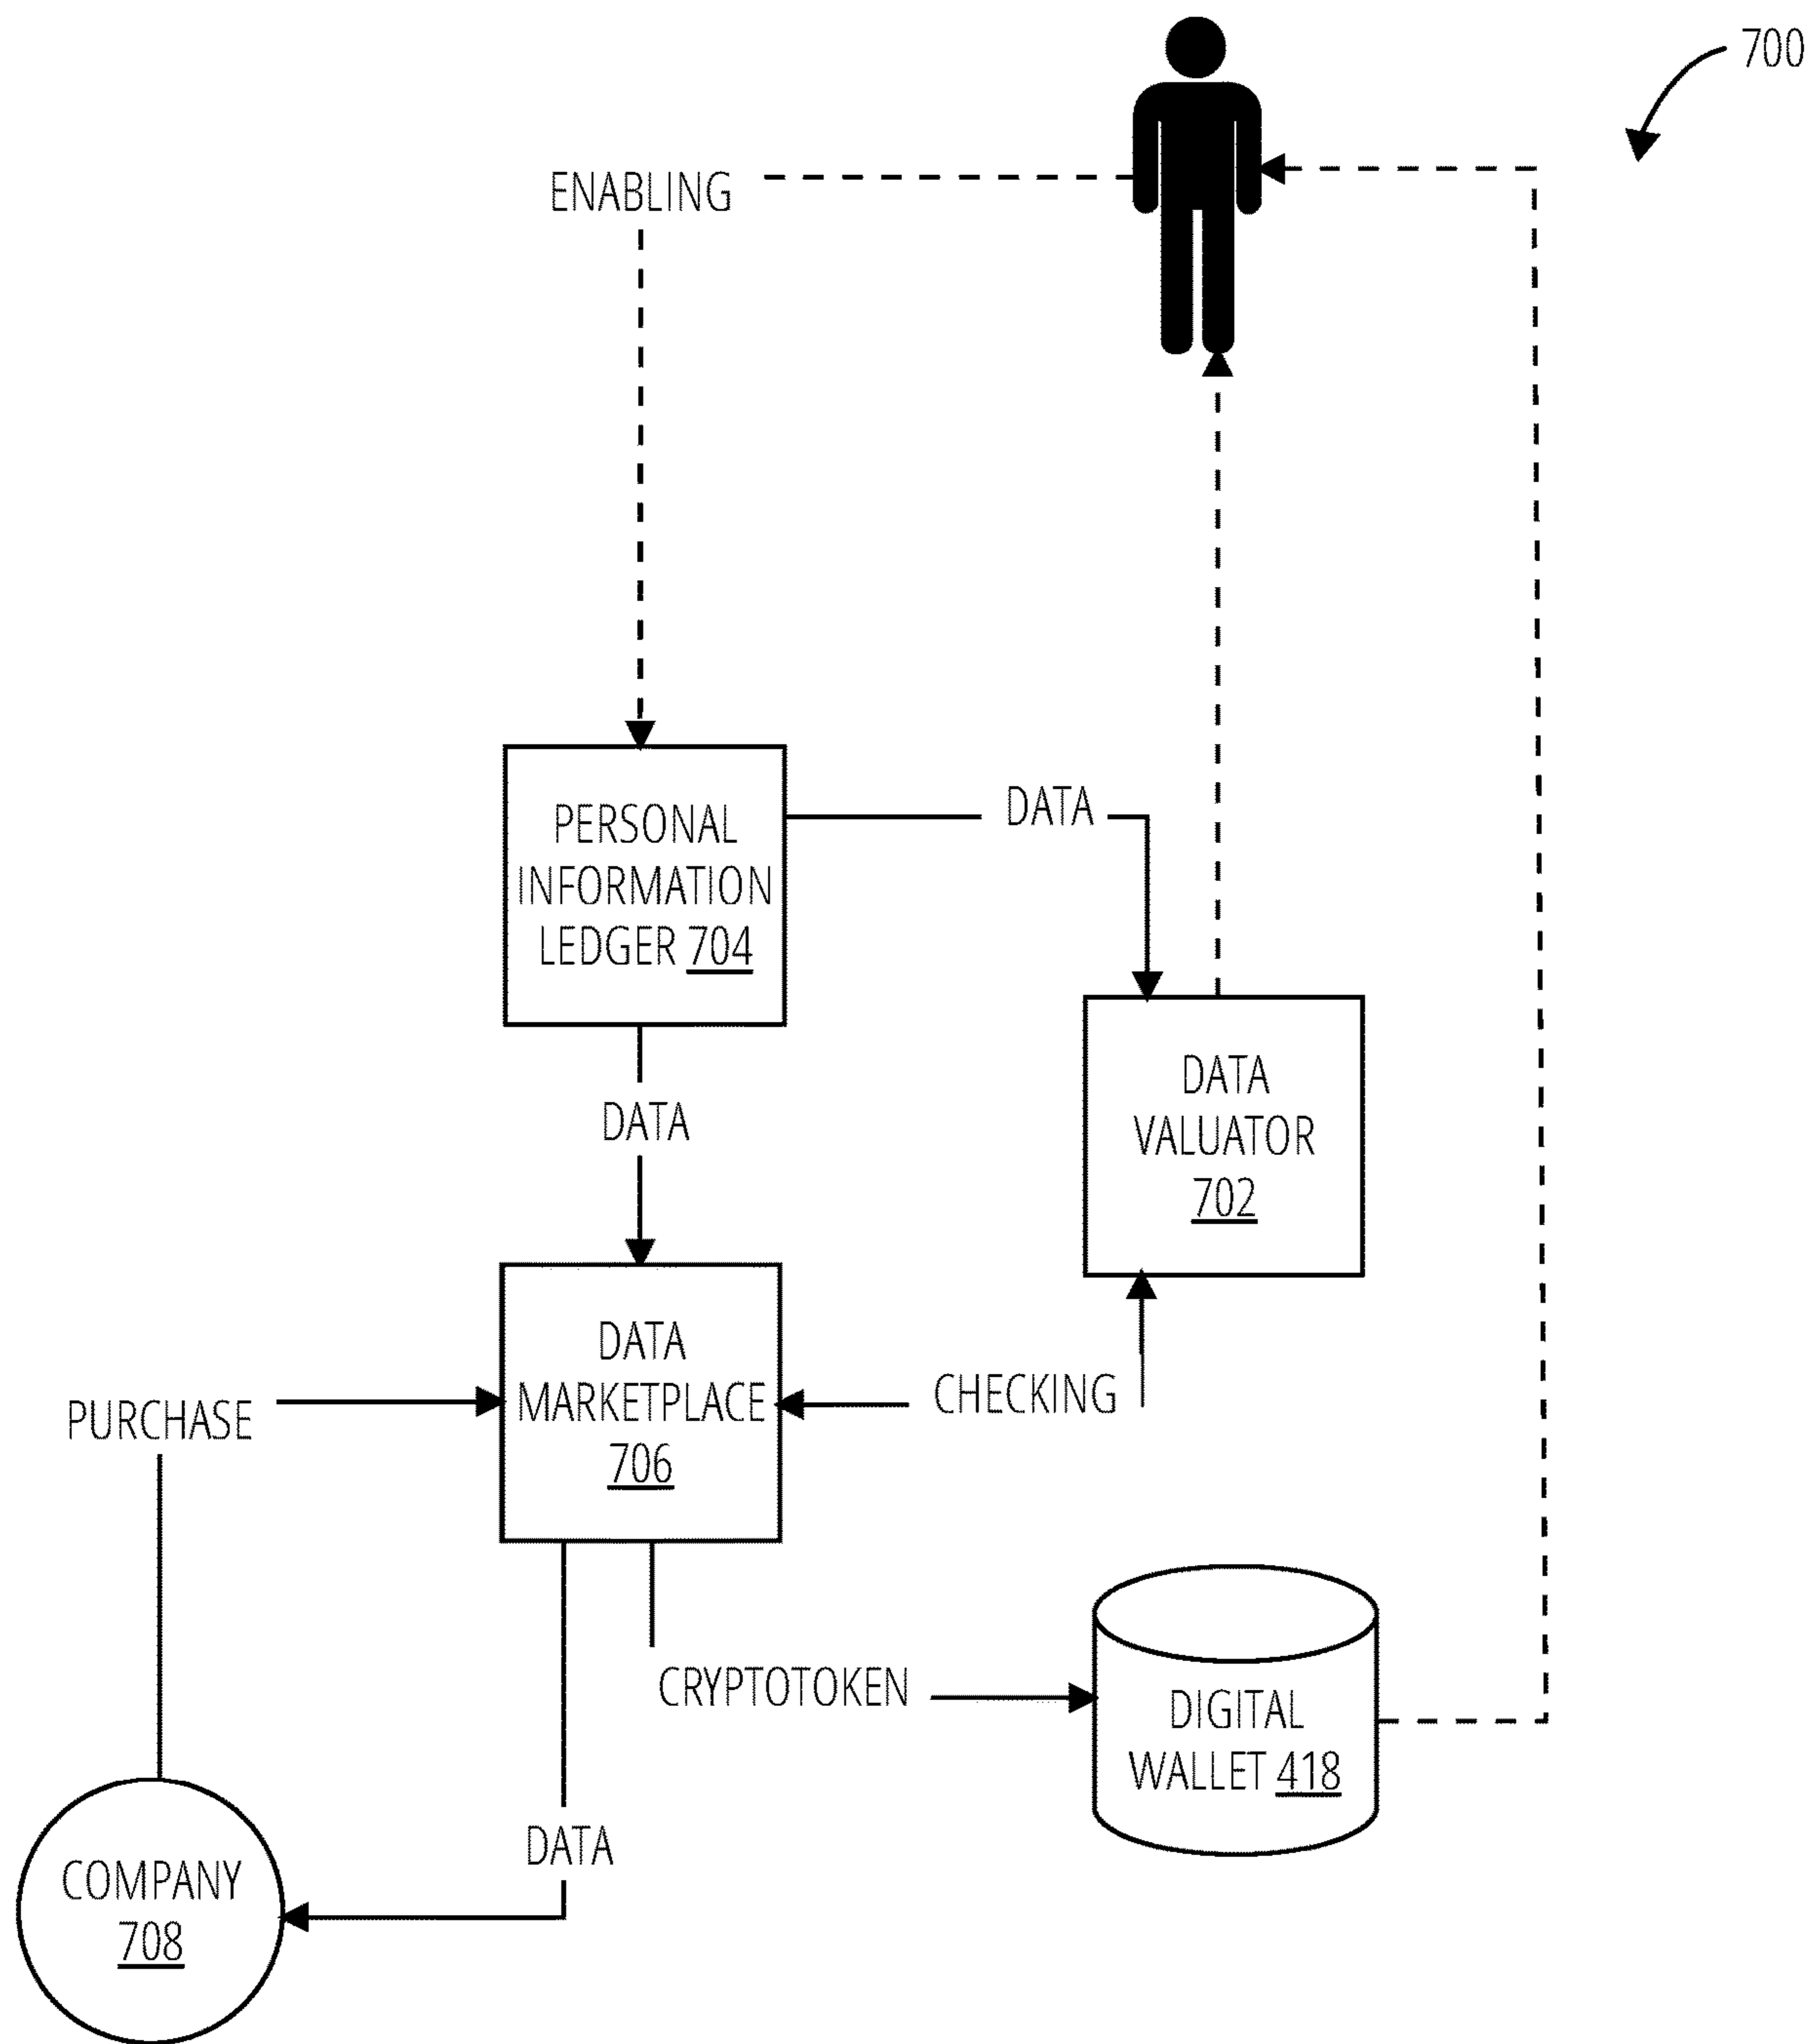 700
ENABLING
PERSONAL
INFORMATION
LEDGER 704
DATA
DATA
VALUATOR
702
DATA
DATA
MARKETPLACE
706
CHECKING
PURCHASE
CRYPTOTOKEN
DIGITAL
WALLET 418
DATA
COMPANY
708